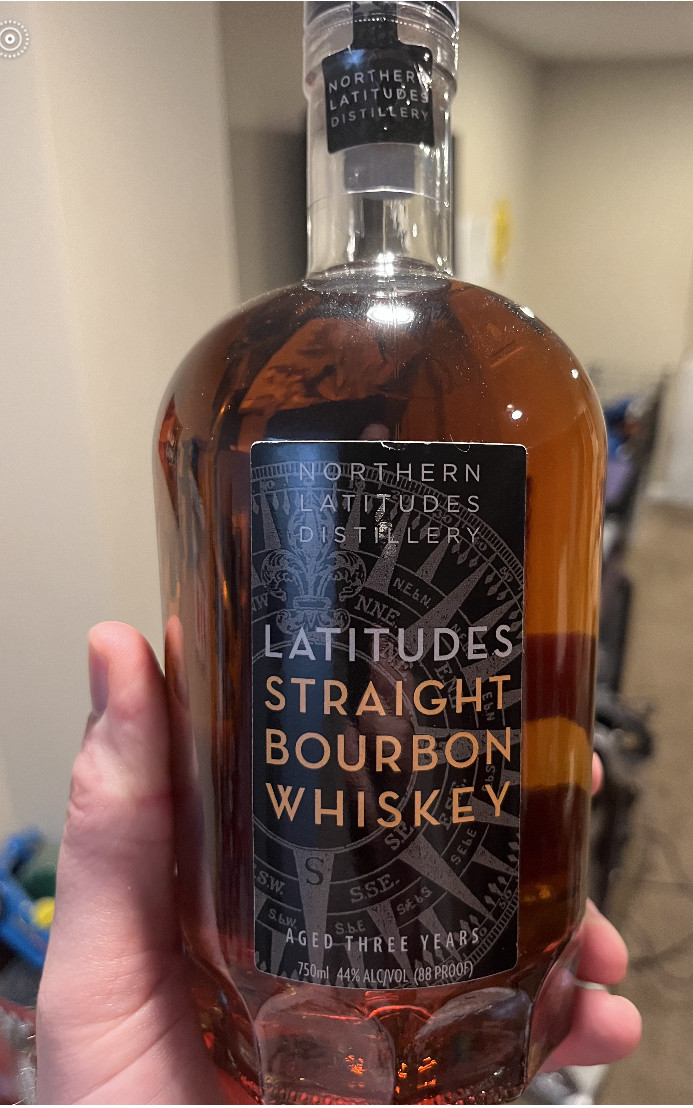 NORTHERN
LATITUDES
DISTILLERY
NORTHERN
LATITUDES
DISTILLERY
N.E.b.N.
NNE
LATITUDES
STRAIGHT
BOURBON
WHISKEY
S.E.
S.E.b.E.
S
S.W.
S.S.E.
S.b.W.
S.b.E.
S.E.b.S.
AGED THREE YEARS
750ml 44% ALC/VOL (88 PROOF)